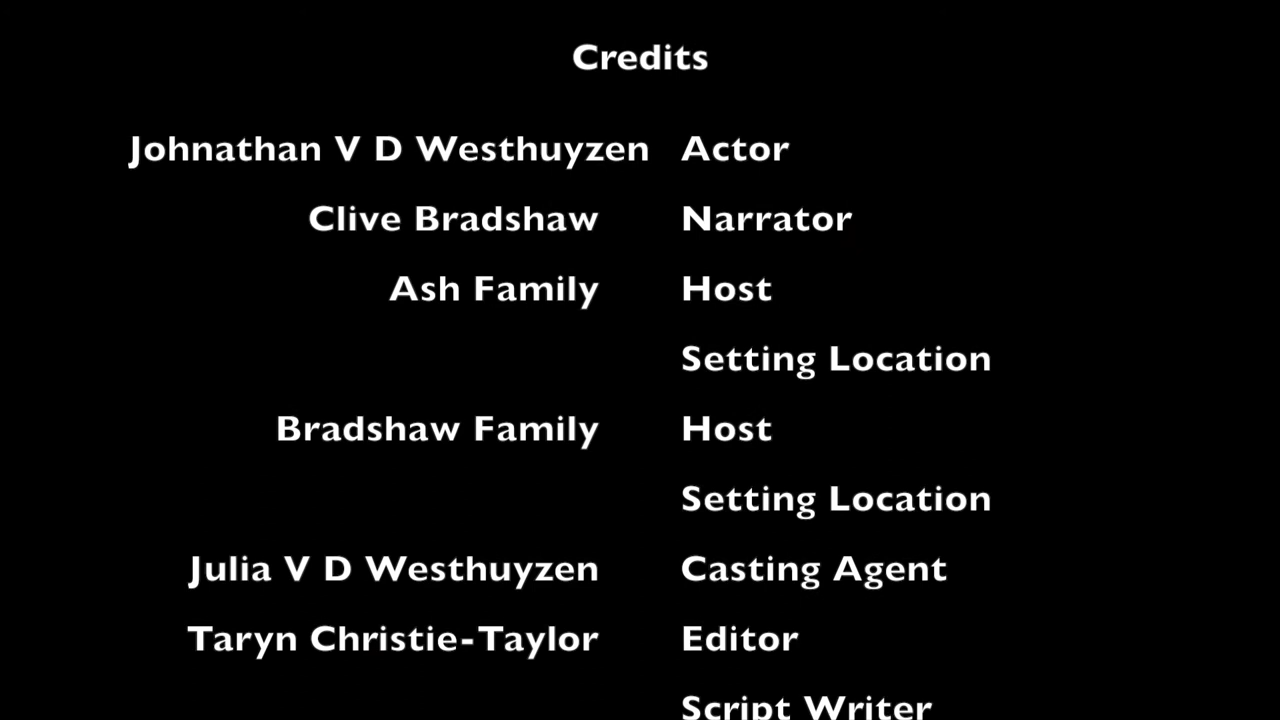 Credits
Johnathan V D Westhuyzen Actor
Clive Bradshaw Narrator
Ash Family Host
Setting Location
Bradshaw Family Host
Setting Location
Julia V D Westhuyzen Casting Agent
Taryn Christie-Taylor Editor
Script Writer